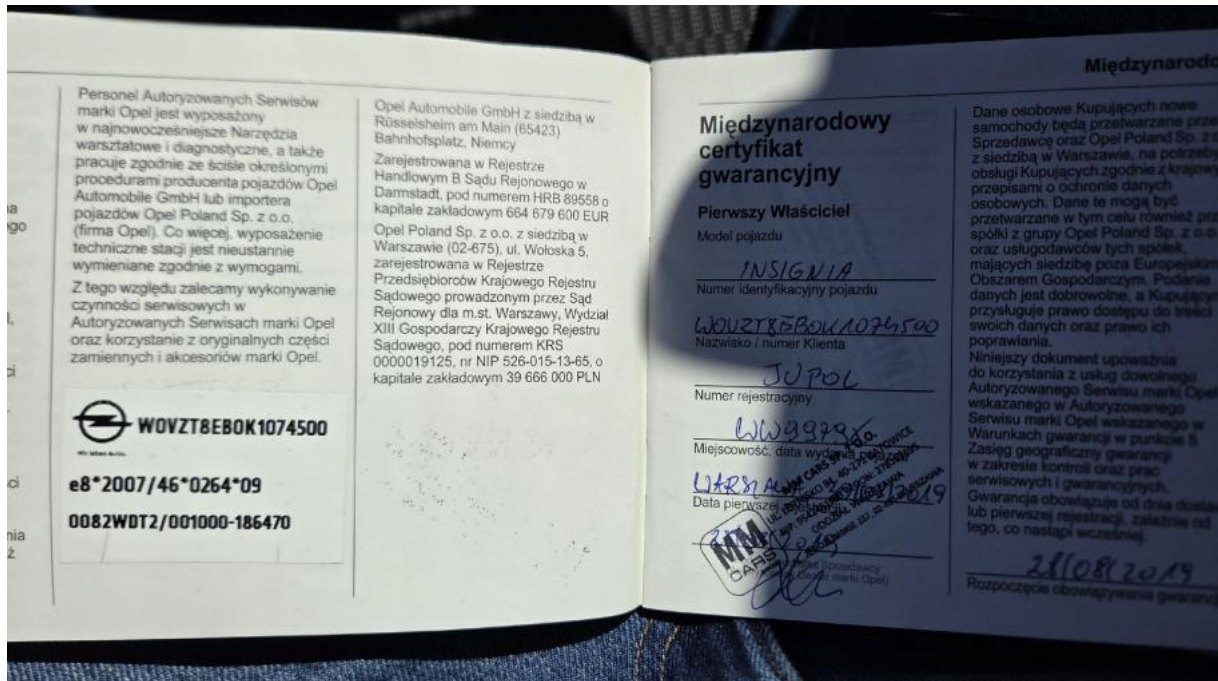 Personel Autoryzowanych Serwisów
marki Opel jest wyposażony
w najnowocześniejsze Narzędzia
warsztatowe i diagnostyczne, a także
pracuje zgodnie ze ściśle określonymi
procedurami producenta pojazdów Opel
Automobile GmbH lub importera
pojazdów Opel Poland Sp. z o.o.
(firma Opel). Co więcej, wyposażenie
techniczne stacji jest nieustannie
wymieniane zgodnie z wymogami.
Z tego względu zalecamy wykonywanie
czynności serwisowych w
Autoryzowanych Serwisach marki Opel
oraz korzystanie z oryginalnych części
zamiennych i akcesoriów marki Opel.
W0VZT8EB0K1074500
e8*2007/46*0264*09
0082WDT2/001000-186470
Opel Automobile GmbH z siedzibą w
Rüsselsheim am Main (65423)
Bahnhofsplatz, Niemcy
Zarejestrowana w Rejestrze
Handlowym B Sądu Rejonowego w
Darmstadt, pod numerem HRB 89558 o
kapitale zakładowym 664 679 600 EUR
Opel Poland Sp. z o.o. z siedzibą w
Warszawie (02-675), ul. Wołoska 5,
zarejestrowana w Rejestrze
Przedsiębiorców Krajowego Rejestru
Sądowego prowadzonym przez Sąd
Rejonowy dla m.st. Warszawy, Wydział
XIII Gospodarczy Krajowego Rejestru
Sądowego, pod numerem KRS
0000019125, nr NIP 526-015-13-65, o
kapitale zakładowym 39 666 000 PLN
Międzynarodowy
certyfikat
gwarancyjny
Pierwszy Właściciel
Model pojazdu
INSIGNIA
Numer identyfikacyjny pojazdu
W0VZT8EB0K1074500
Nazwisko / numer Klienta
JUPOL
Numer rejestracyjny
WW9979X
Miejscowość, data wydania
Data pierwszej
MM
CARS
marki Opel)
Dane osobowe Kupujących nowe
samochody będą przetwarzane
Sprzedawcę oraz Opel Poland Sp. z
z siedzibą w Warszawie, na potrzeby
obsługi Kupujących zgodnie z
przepisami o ochronie danych
osobowych. Dane te mogą być
przetwarzane w tym celu również
spółki z grupy Opel Poland Sp. z o.o.
oraz usługodawców tych spółek,
mających siedzibę poza Europejskim
Obszarem Gospodarczym. Podanie
danych jest dobrowolne, a
przysługuje prawo dostępu do treści
swoich danych oraz prawo ich
poprawiania.
Niniejszy dokument upoważnia
do korzystania z usług dowolnego
Autoryzowanego Serwisu marki
wskazanego w Autoryzowanego
Serwisu marki Opel wskazanego w
Warunkach gwarancji w punkcie 5
Zasięg geograficzny gwarancji
w zakresie kontroli oraz prac
serwisowych i gwarancyjnych.
Gwarancja obowiązuje od dnia
lub pierwszej rejestracji, zależnie od
tego, co nastąpi wcześniej.
28/08/2019
Rozpoczęcie obowiązywania